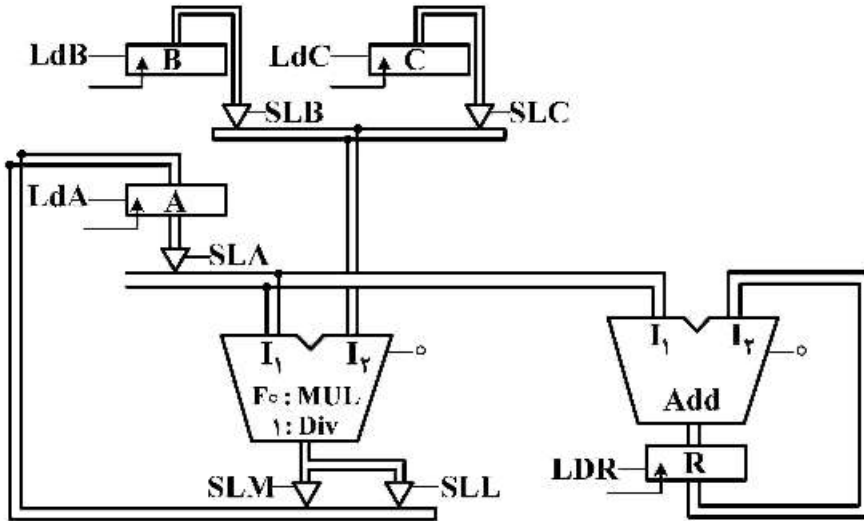 LdB
B
LdC
C
SLB
SLC
LdA
A
SLA
I۱ I۲
F۰ : MUL
۱ : Div
۰
I۱ I۲
Add
۰
SLM
SLL
LDR
R